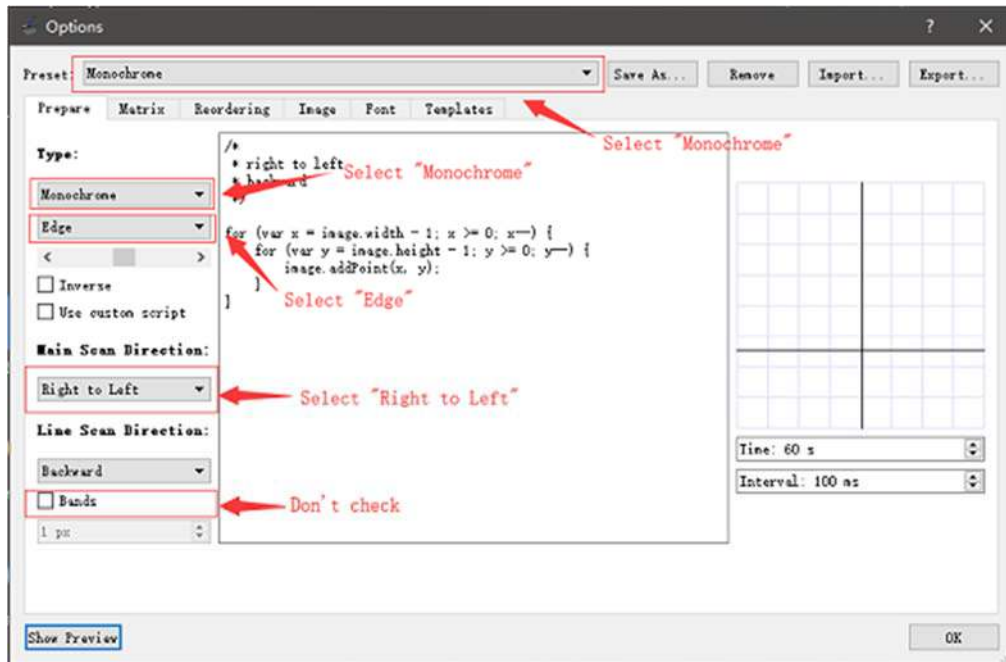 Options
Preset: Monochrome Save As... Remove Import... Export...
Prepare Matrix Reordering Image Font Templates
Select "Monochrome"
Type:
Monochrome
Select "Monochrome"
Edge
Select "Edge"
Inverse
Use custom script
Main Scan Direction:
Right to Left
Select "Right to Left"
Line Scan Direction:
Backward
Bands
Don't check
1 px
/*
* right to left
* backward
*/
for (var x = image.width - 1; x >= 0; x--) {
for (var y = image.height - 1; y >= 0; y--) {
image.addPoint(x, y);
}
}
Time: 60 s
Interval: 100 ms
Show Preview
OK